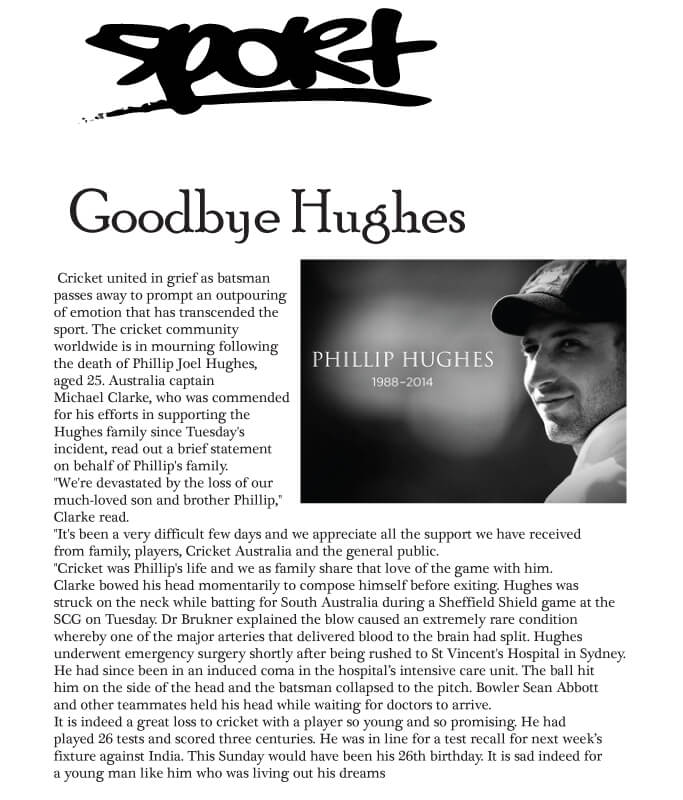 Sport
Goodbye Hughes
Cricket united in grief as batsman
passes away to prompt an outpouring
of emotion that has transcended the
sport. The cricket community
worldwide is in mourning following
the death of Phillip Joel Hughes,
aged 25. Australia captain
Michael Clarke, who was commended
for his efforts in supporting the
Hughes family since Tuesday's
incident, read out a brief statement
on behalf of Phillip's family.
"We're devastated by the loss of our
much-loved son and brother Phillip,"
Clarke read.
PHILLIP HUGHES
1988-2014
"It's been a very difficult few days and we appreciate all the support we have received
from family, players, Cricket Australia and the general public.
"Cricket was Phillip's life and we as family share that love of the game with him.
Clarke bowed his head momentarily to compose himself before exiting. Hughes was
struck on the neck while batting for South Australia during a Sheffield Shield game at the
SCG on Tuesday. Dr Brukner explained the blow caused an extremely rare condition
whereby one of the major arteries that delivered blood to the brain had split. Hughes
underwent emergency surgery shortly after being rushed to St Vincent's Hospital in Sydney.
He had since been in an induced coma in the hospital’s intensive care unit. The ball hit
him on the side of the head and the batsman collapsed to the pitch. Bowler Sean Abbott
and other teammates held his head while waiting for doctors to arrive.
It is indeed a great loss to cricket with a player so young and so promising. He had
played 26 tests and scored three centuries. He was in line for a test recall for next week’s
fixture against India. This Sunday would have been his 26th birthday. It is sad indeed for
a young man like him who was living out his dreams